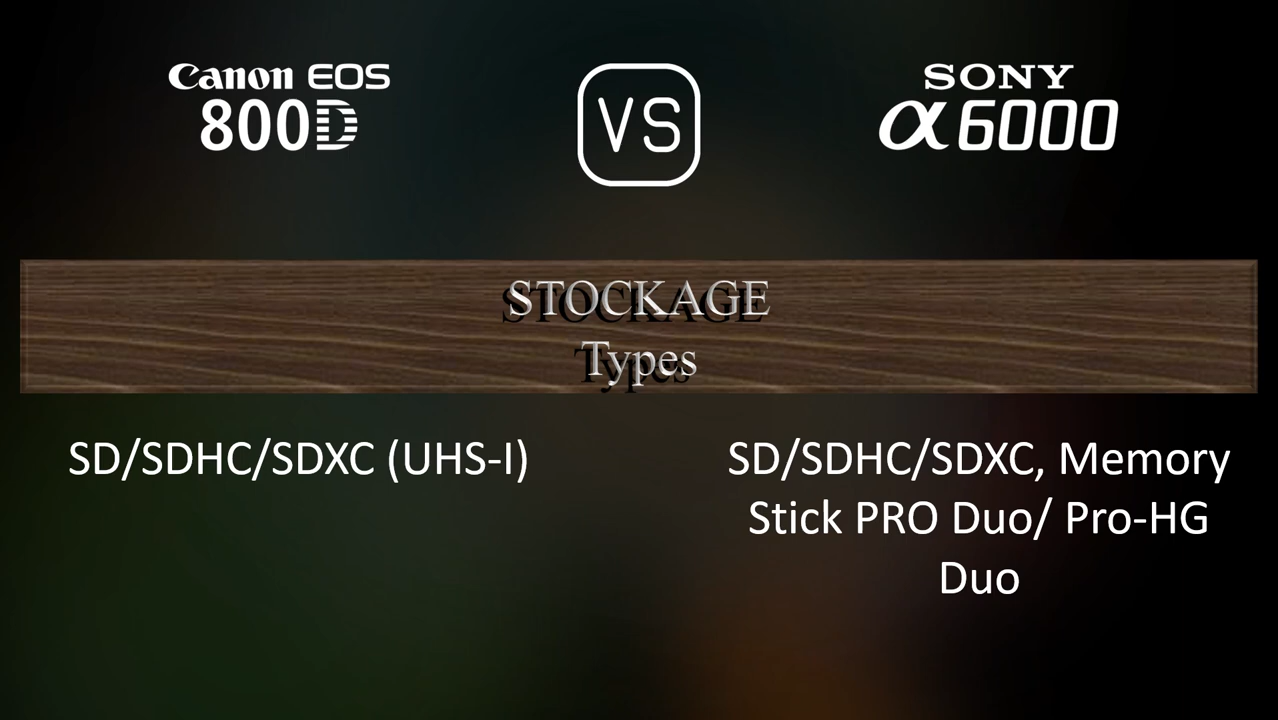 Canon EOS
800D
VS
SONY
α6000
STOCKAGE
Types
SD/SDHC/SDXC (UHS-I)
SD/SDHC/SDXC, Memory
Stick PRO Duo/ Pro-HG
Duo